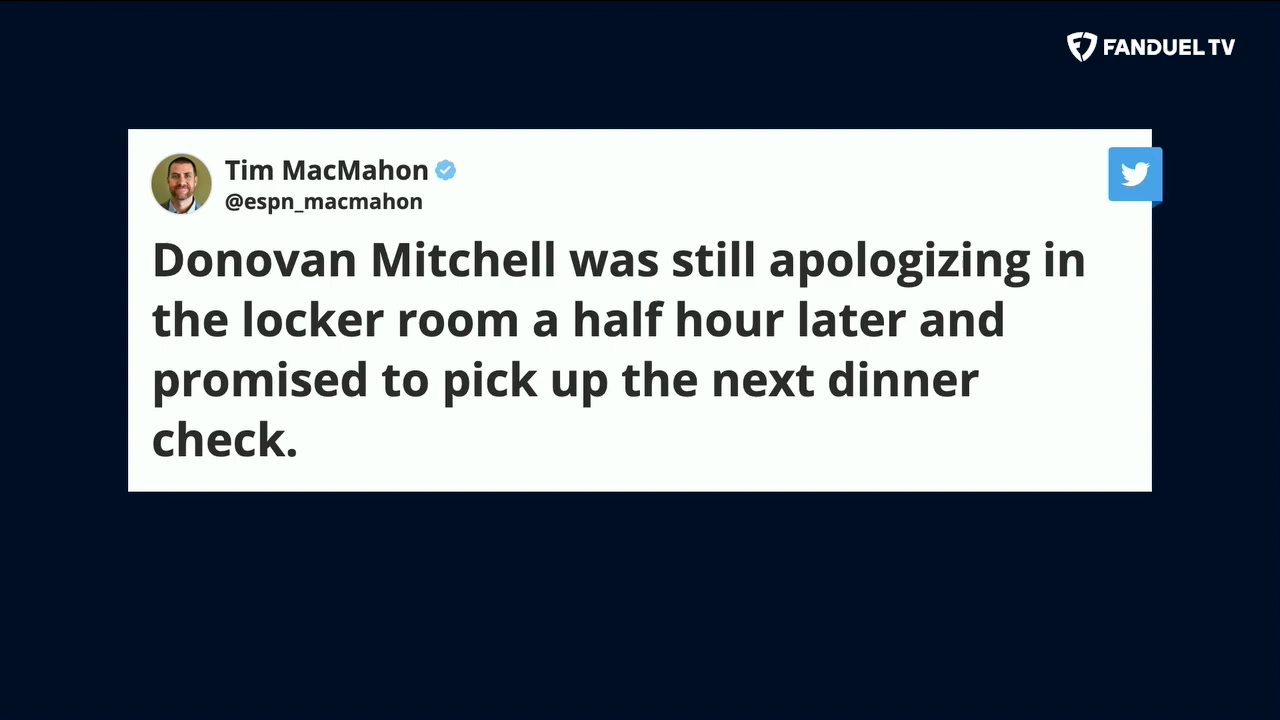 FANDUEL TV
Tim MacMahon
@espn_macmahon
Donovan Mitchell was still apologizing in
the locker room a half hour later and
promised to pick up the next dinner
check.